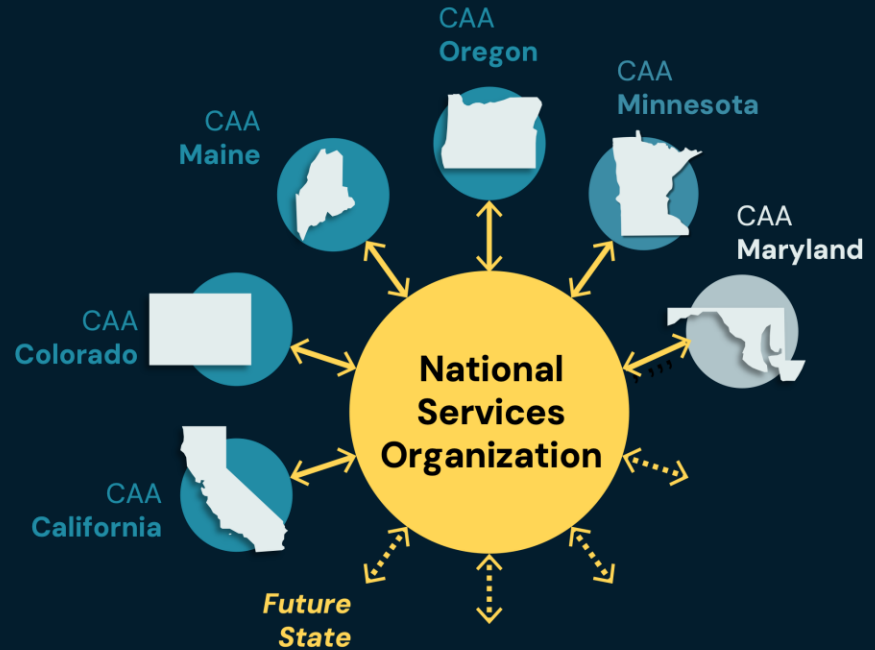 CAA
Oregon
CAA
Minnesota
CAA
Maine
CAA
Maryland
CAA
Colorado
National
Services
Organization
CAA
California
Future
State